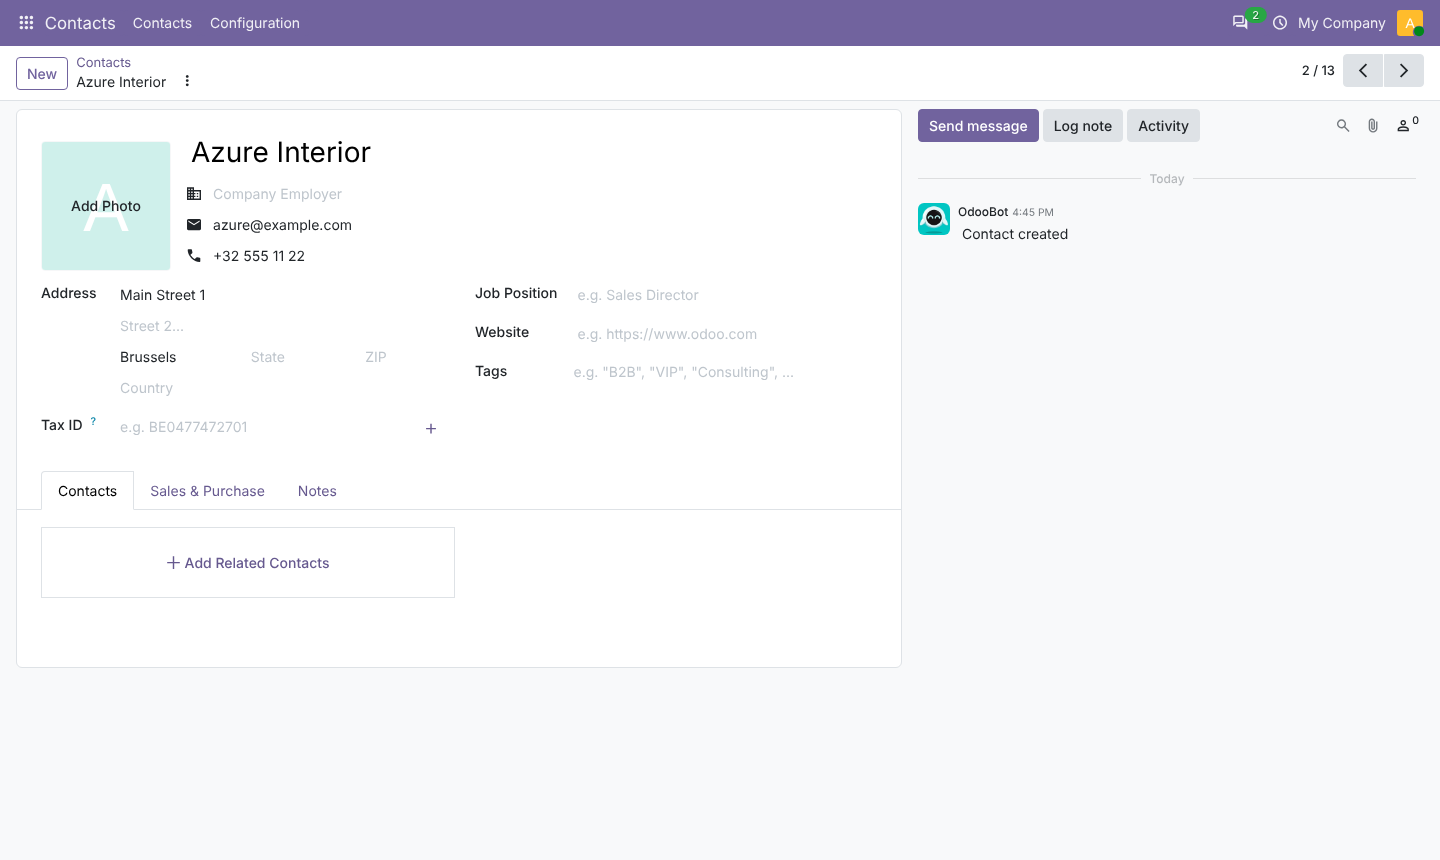 Contacts Contacts Configuration 2 My Company A
New Contacts
Azure Interior
2 / 13
Send message Log note Activity 0
A
Add Photo
Azure Interior
Company Employer
azure@example.com
+32 555 11 22
Address Main Street 1
Street 2...
Brussels State ZIP
Country
Tax ID ? e.g. BE0477472701 +
Job Position e.g. Sales Director
Website e.g. https://www.odoo.com
Tags e.g. "B2B", "VIP", "Consulting", ...
Contacts Sales & Purchase Notes
+ Add Related Contacts
Today
OdooBot 4:45 PM
Contact created